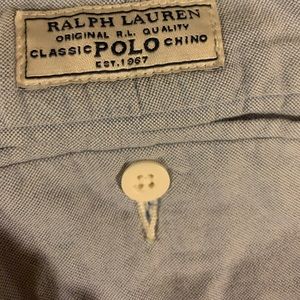 RALPH LAUREN
ORIGINAL R.L. QUALITY
CLASSIC POLO CHINO
EST. 1967